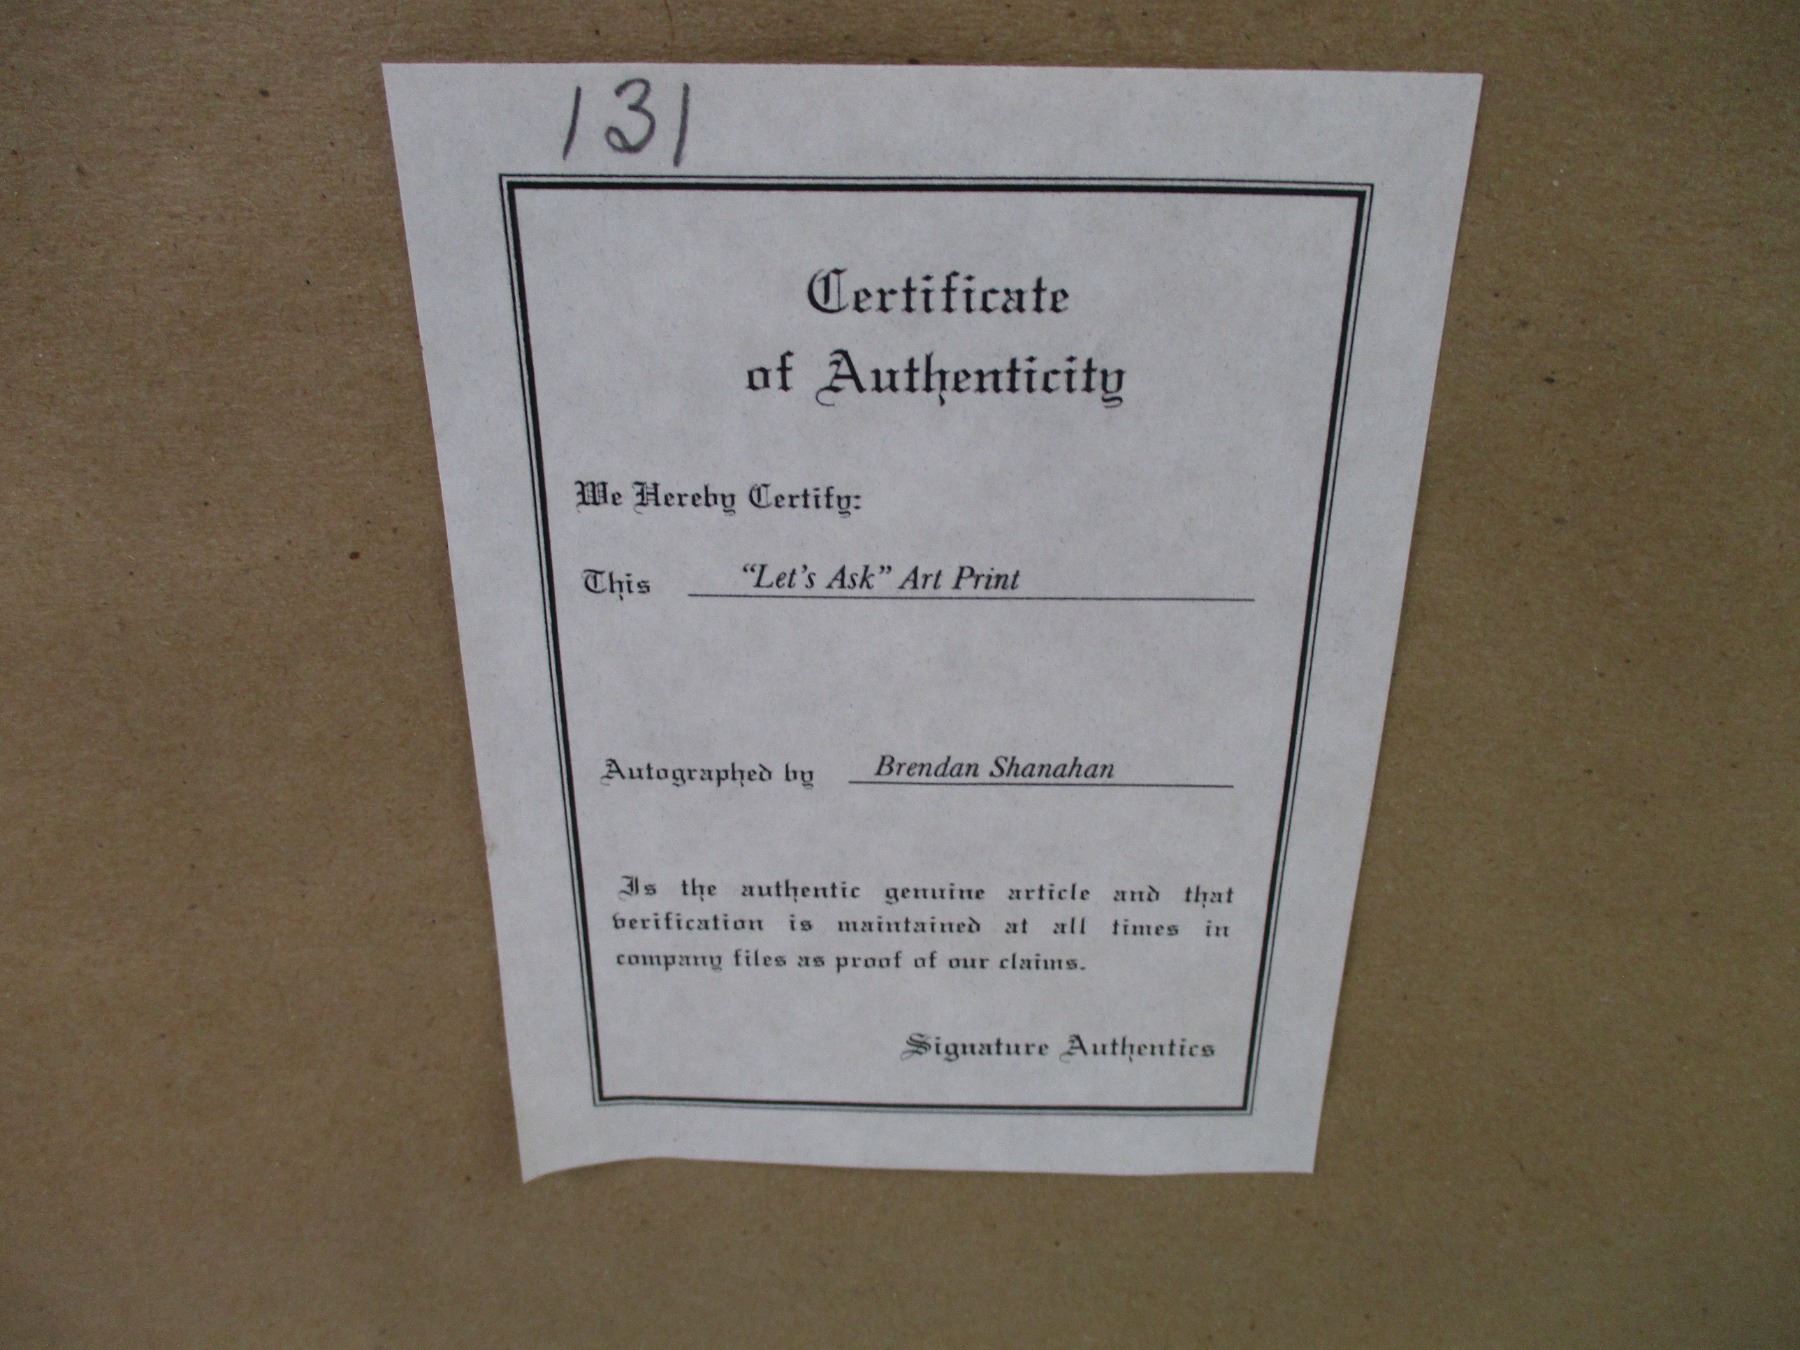 131
Certificate
of Authenticity
We Hereby Certify:
This “Let’s Ask” Art Print
Autographed by Brendan Shanahan
Is the authentic genuine article and that
verification is maintained at all times in
company files as proof of our claims.
Signature Authentics